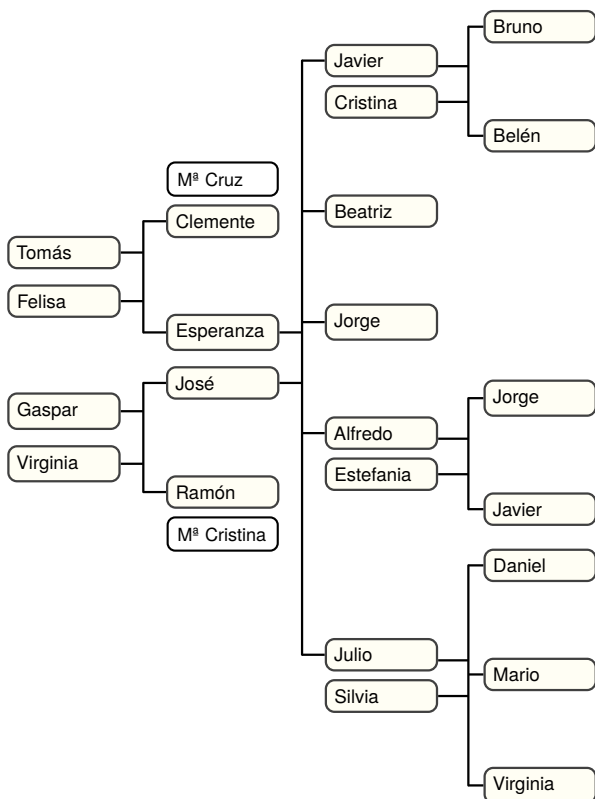 Bruno
Javier
Cristina
Belén
Mª Cruz
Clemente
Beatriz
Tomás
Felisa
Esperanza
Jorge
José
Gaspar
Jorge
Alfredo
Virginia
Estefania
Ramón
Javier
Mª Cristina
Daniel
Julio
Mario
Silvia
Virginia